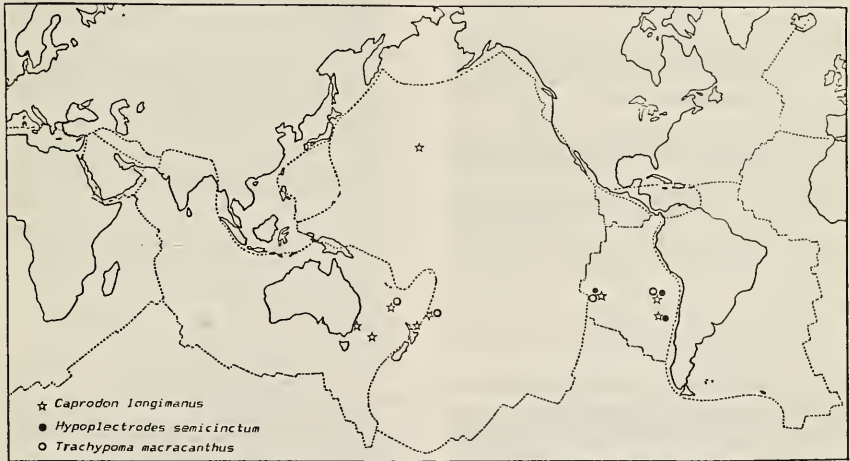 Caprodon longimanus
Hypoplectrodes semicinctum
Trachypoma macracanthus